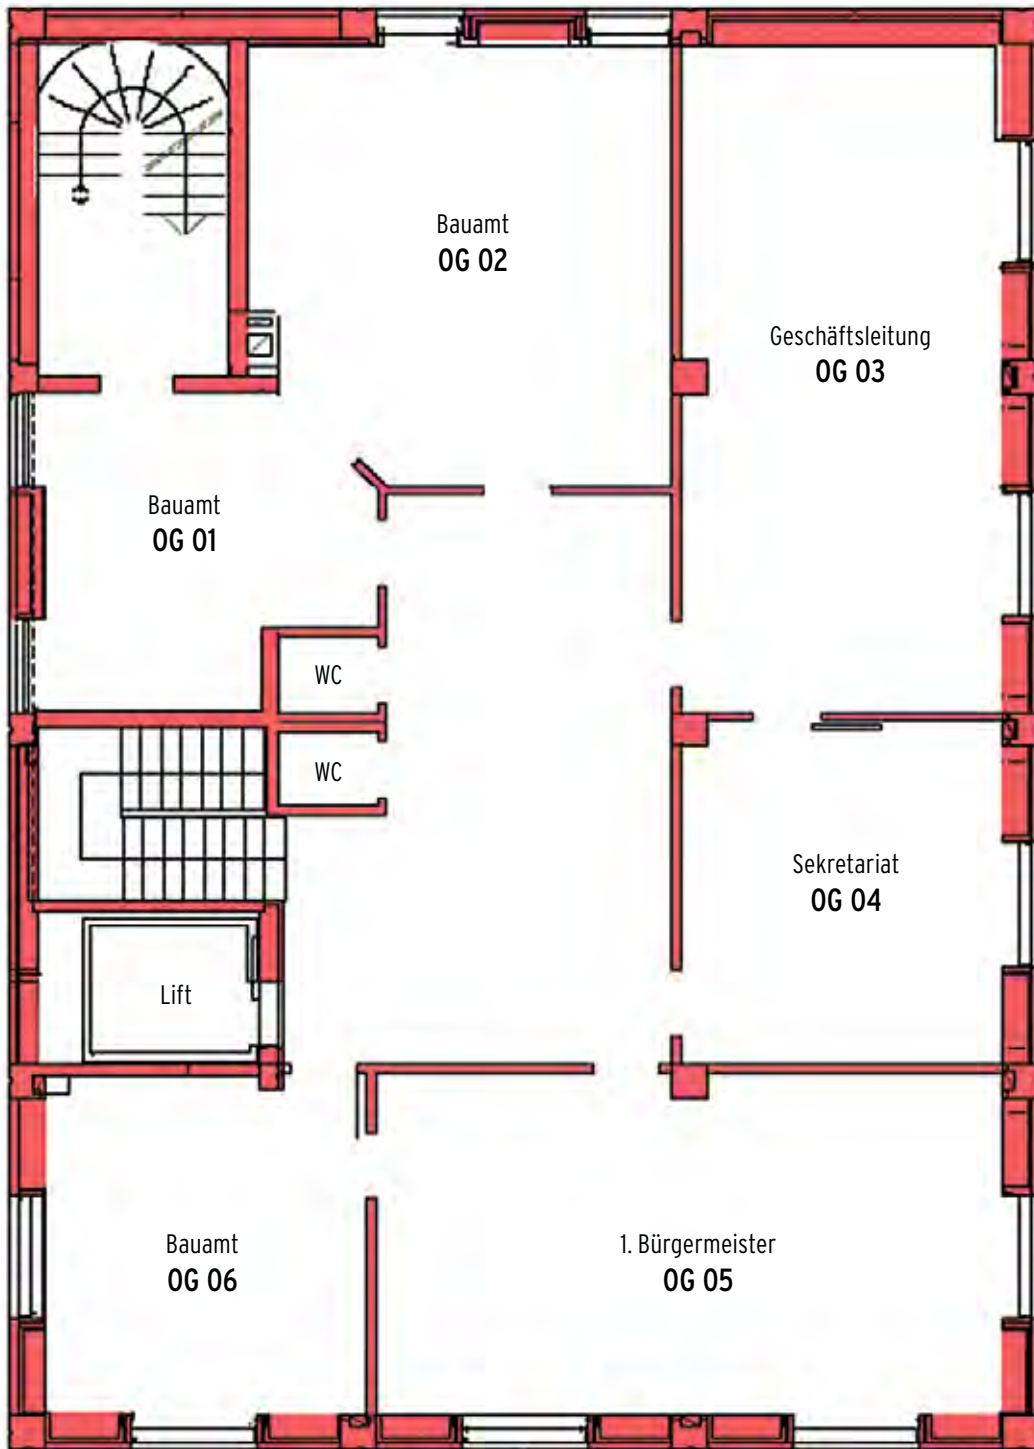 Bauamt
OG 02
Geschäftsleitung
OG 03
Bauamt
OG 01
WC
WC
Sekretariat
OG 04
Lift
Bauamt
OG 06
1. Bürgermeister
OG 05